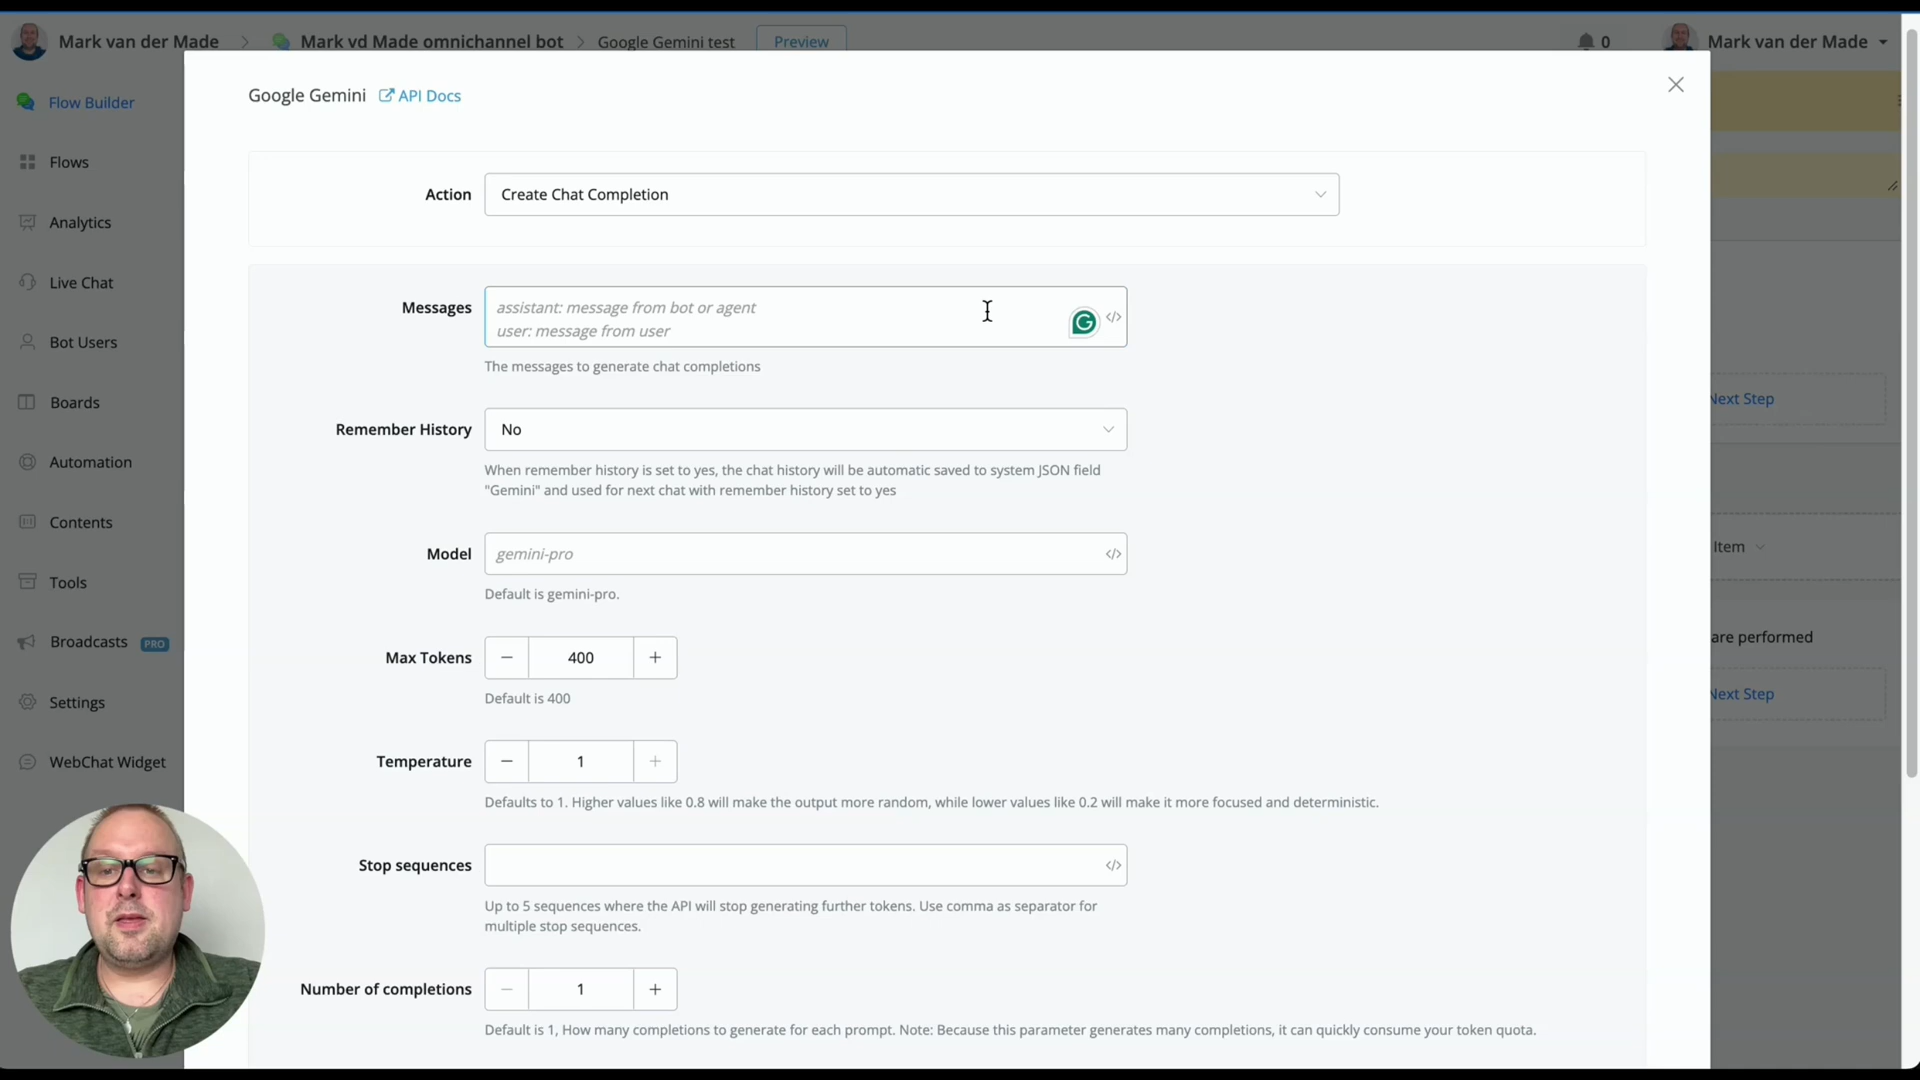 Mark van der Made
Mark vd Made omnichannel bot
Google Gemini test
Preview
0
Mark van der Made
Flow Builder
Flows
Analytics
Live Chat
Bot Users
Boards
Automation
Contents
Tools
Broadcasts PRO
Settings
WebChat Widget
Google Gemini API Docs
Action
Create Chat Completion
Messages
assistant: message from bot or agent
user: message from user
G </>
The messages to generate chat completions
Remember History
No
When remember history is set to yes, the chat history will be automatic saved to system JSON field
"Gemini" and used for next chat with remember history set to yes
Model
gemini-pro </>
Default is gemini-pro.
Max Tokens
− 400 +
Default is 400
Temperature
− 1 +
Defaults to 1. Higher values like 0.8 will make the output more random, while lower values like 0.2 will make it more focused and deterministic.
Stop sequences
</>
Up to 5 sequences where the API will stop generating further tokens. Use comma as separator for
multiple stop sequences.
Number of completions
− 1 +
Default is 1, How many completions to generate for each prompt. Note: Because this parameter generates many completions, it can quickly consume your token quota.
Next Step
Item
are performed
Next Step